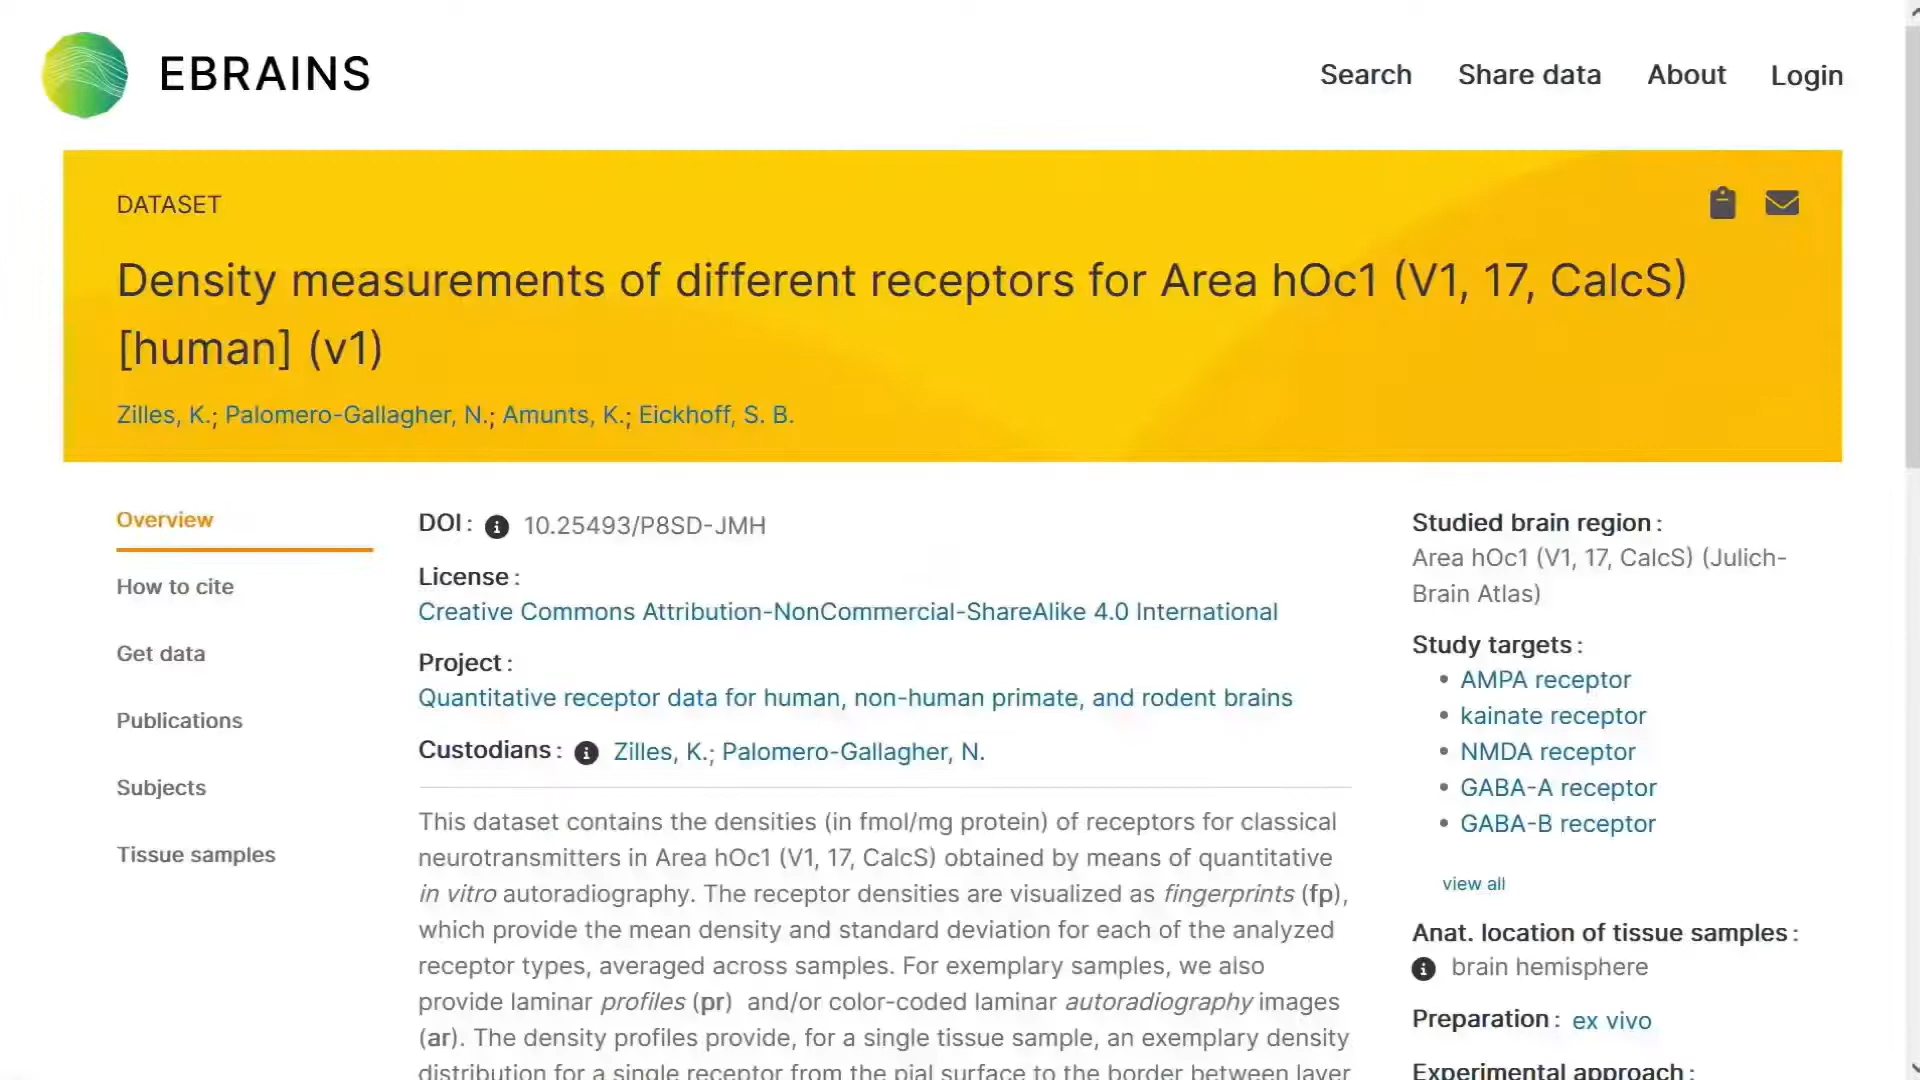 EBRAINS
Search Share data About Login
DATASET
Density measurements of different receptors for Area hOc1 (V1, 17, CalcS)
[human] (v1)
Zilles, K.; Palomero-Gallagher, N.; Amunts, K.; Eickhoff, S. B.
Overview
How to cite
Get data
Publications
Subjects
Tissue samples
DOI: 10.25493/P8SD-JMH
License:
Creative Commons Attribution-NonCommercial-ShareAlike 4.0 International
Project:
Quantitative receptor data for human, non-human primate, and rodent brains
Custodians: Zilles, K.; Palomero-Gallagher, N.
This dataset contains the densities (in fmol/mg protein) of receptors for classical
neurotransmitters in Area hOc1 (V1, 17, CalcS) obtained by means of quantitative
in vitro autoradiography. The receptor densities are visualized as fingerprints (fp),
which provide the mean density and standard deviation for each of the analyzed
receptor types, averaged across samples. For exemplary samples, we also
provide laminar profiles (pr) and/or color-coded laminar autoradiography images
(ar). The density profiles provide, for a single tissue sample, an exemplary density
distribution for a single receptor from the pial surface to the border between layer
Studied brain region:
Area hOc1 (V1, 17, CalcS) (Julich-
Brain Atlas)
Study targets:
• AMPA receptor
• kainate receptor
• NMDA receptor
• GABA-A receptor
• GABA-B receptor
view all
Anat. location of tissue samples:
brain hemisphere
Preparation: ex vivo
Experimental approach: